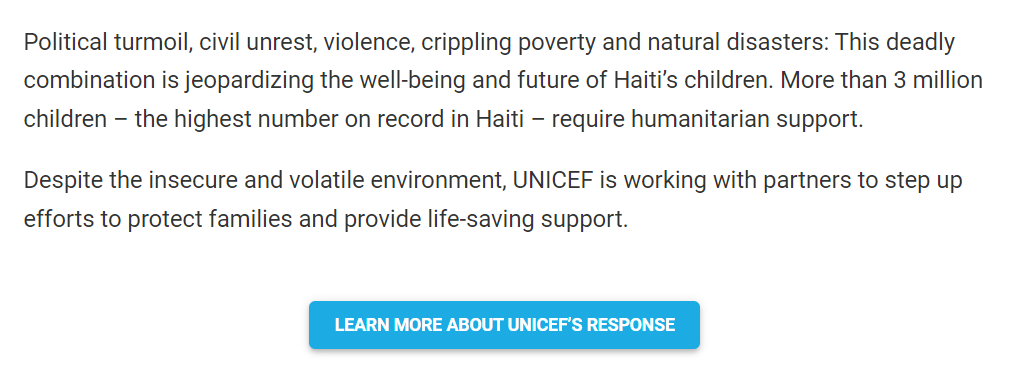 Political turmoil, civil unrest, violence, crippling poverty and natural disasters: This deadly
combination is jeopardizing the well-being and future of Haiti’s children. More than 3 million
children – the highest number on record in Haiti – require humanitarian support.
Despite the insecure and volatile environment, UNICEF is working with partners to step up
efforts to protect families and provide life-saving support.
LEARN MORE ABOUT UNICEF’S RESPONSE